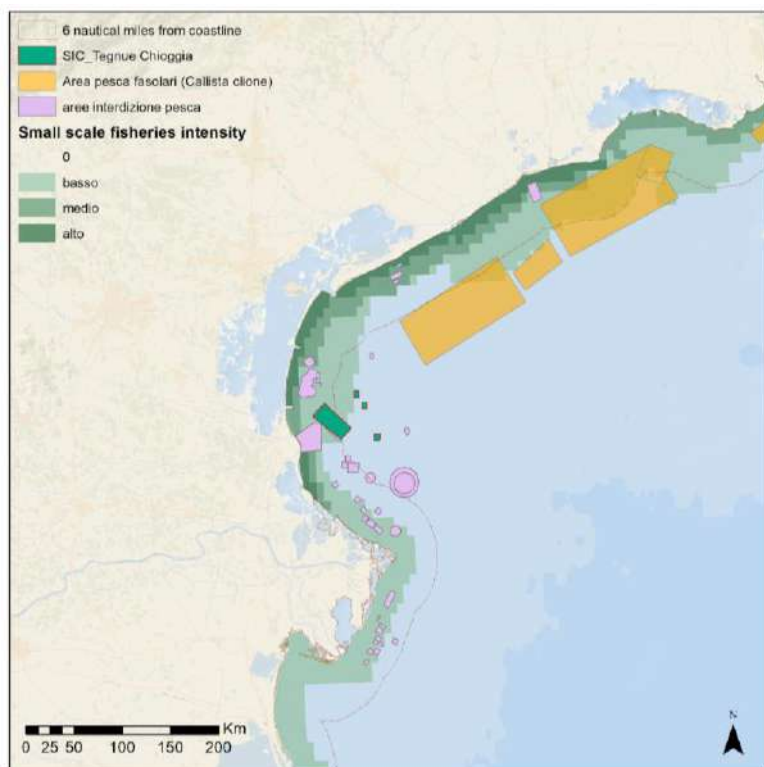 6 nautical miles from coastline
SIC_Tegnue Chioggia
Area pesca fasolari (Callista clione)
aree interdizione pesca
Small scale fisheries intensity
0
basso
medio
alto
Km
0 25 50 100 150 200
N